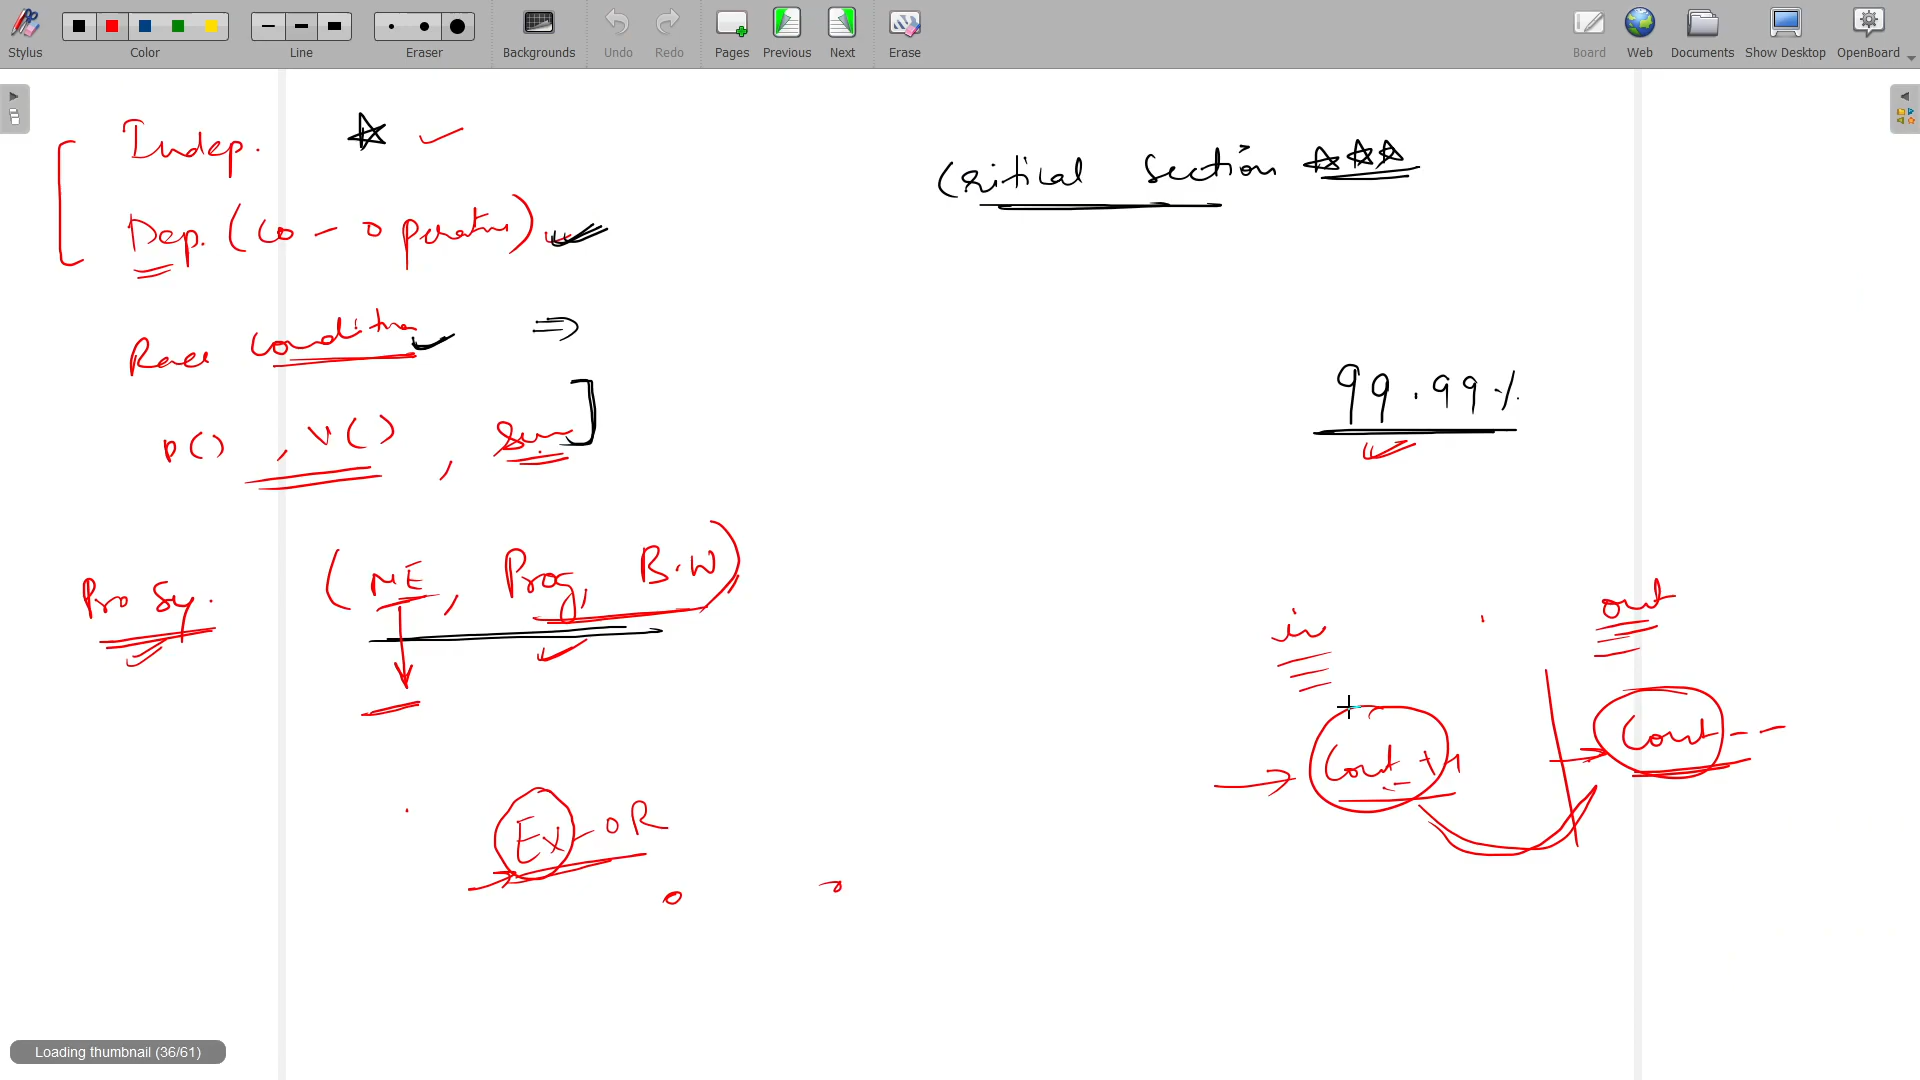 Stylus Color Line Eraser Backgrounds Undo Redo Pages Previous Next Erase Board Web Documents Show Desktop OpenBoard
Indep.
Dep. (co-operative)
Race condition ⇒
P() , V() , Sem
Pro Sy. (ME, Prog, B.W)
Ex-OR
Critical Section
99.99%
in out
Count ++ Count --
Loading thumbnail (36/61)